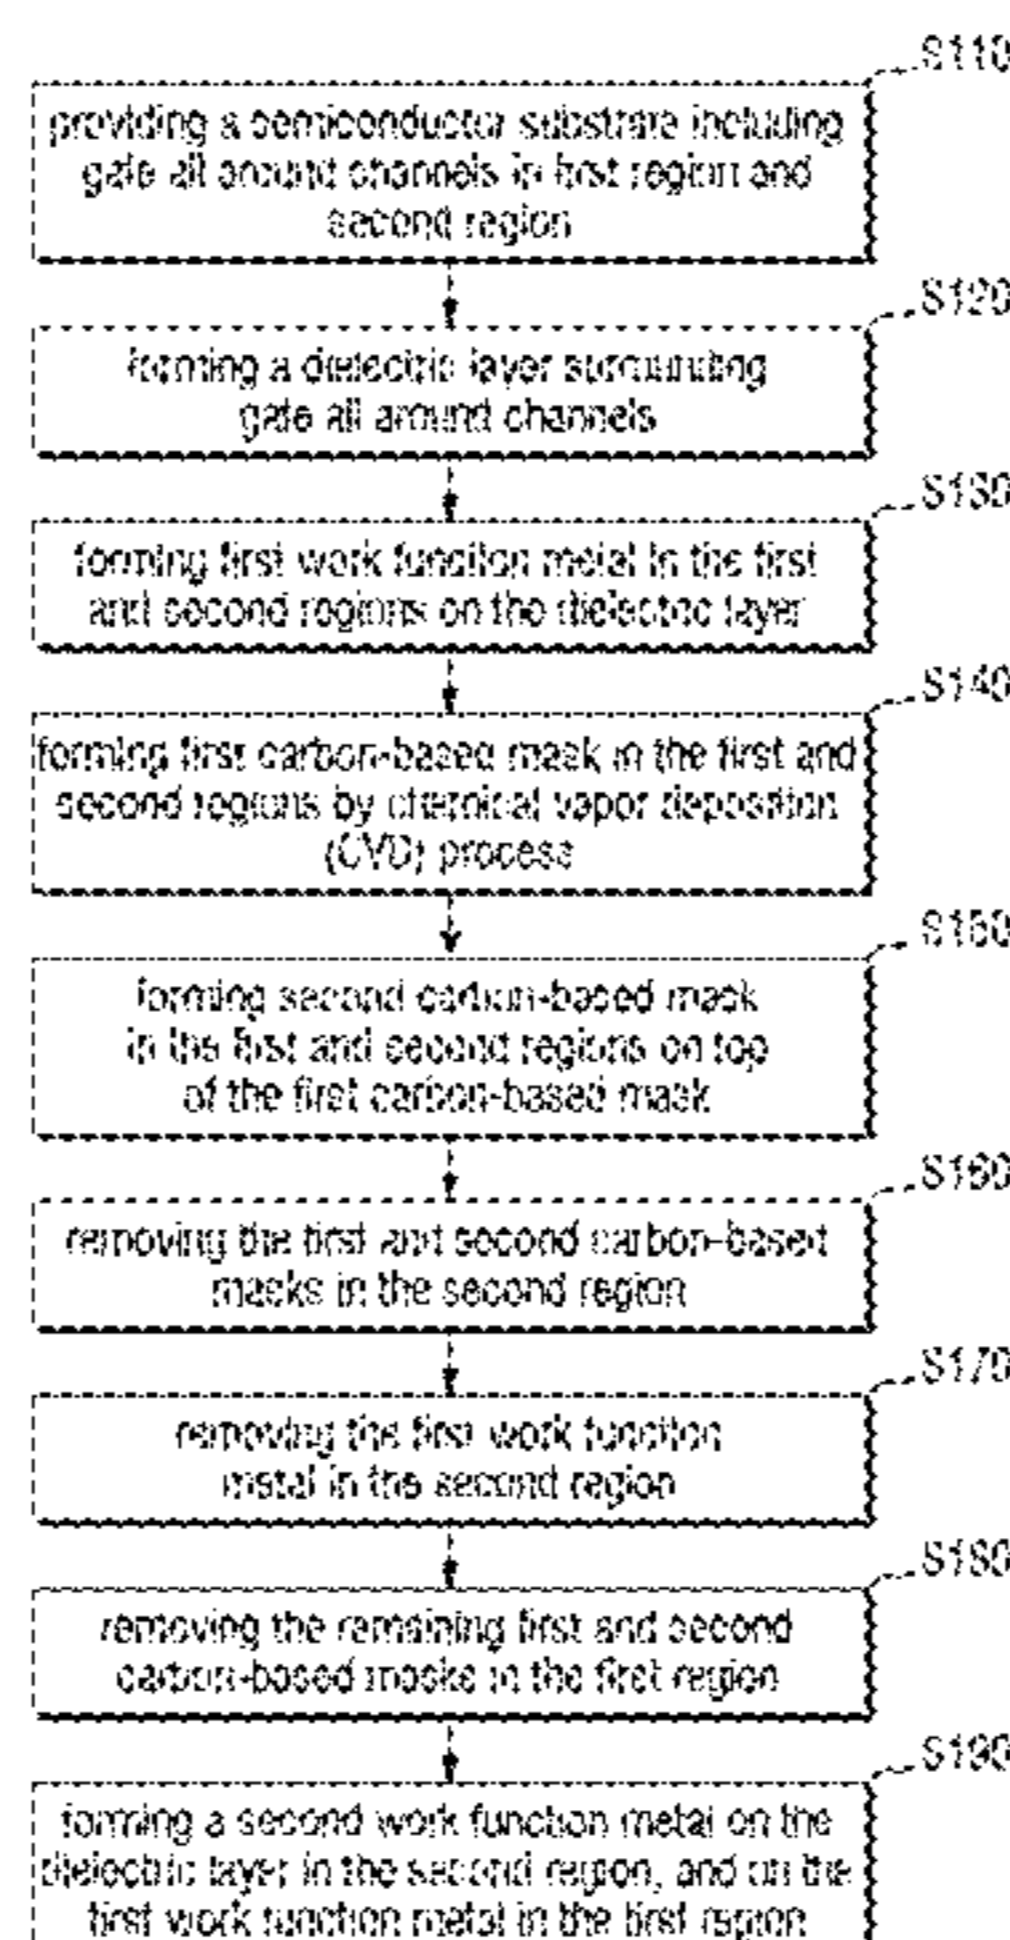 S110
providing a semiconductor substrate including
gate all around channels in first region and
second region
S120
forming a dielectric layer surrounding
gate all around channels
S130
forming first work function metal in the first
and second regions on the dielectric layer
S140
forming first carbon-based mask in the first and
second regions by chemical vapor deposition
(CVD) process
S150
forming second carbon-based mask
in the first and second regions on top
of the first carbon-based mask
S160
removing the first and second carbon-based
masks in the second region
S170
removing the first work function
metal in the second region
S180
removing the remaining first and second
carbon-based masks in the first region
S190
forming a second work function metal on the
dielectric layer in the second region, and on the
first work function metal in the first region